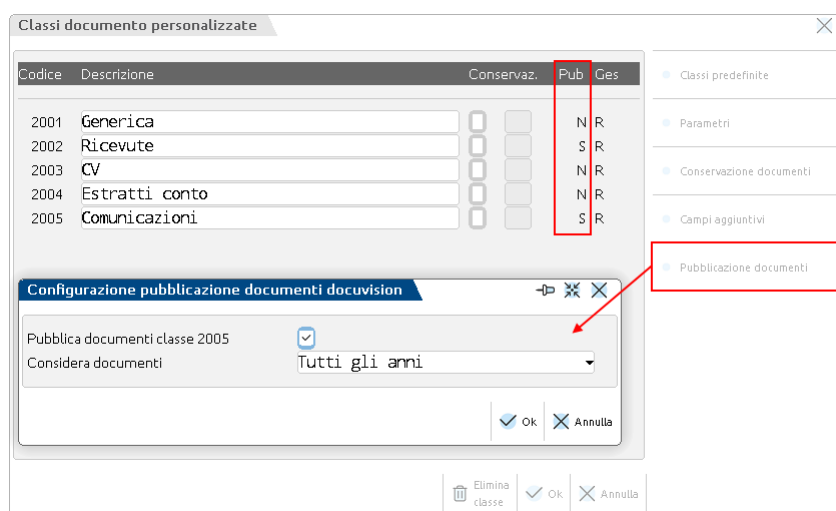 Classi documento personalizzate
Codice Descrizione Conservaz. Pub Ges
2001 Generica N R
2002 Ricevute S R
2003 CV N R
2004 Estratti conto N R
2005 Comunicazioni S R
Classi predefinite
Parametri
Conservazione documenti
Campi aggiuntivi
Pubblicazione documenti
Configurazione pubblicazione documenti docuvision
Pubblica documenti classe 2005
Considera documenti Tutti gli anni
Ok Annulla
Elimina
classe
Ok Annulla